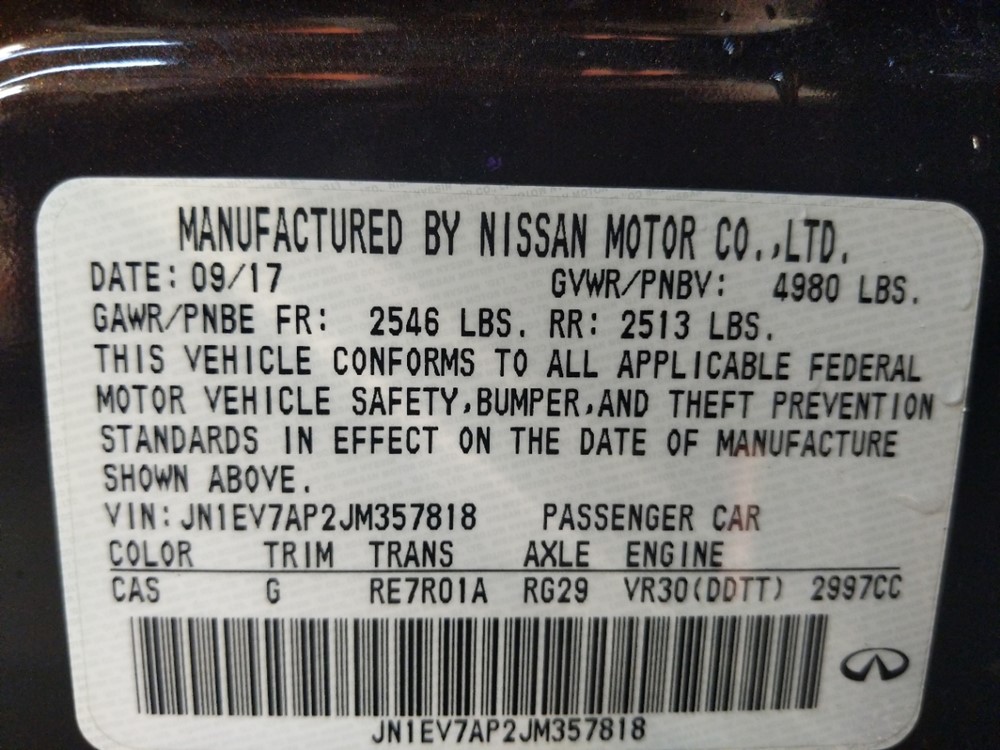 MANUFACTURED BY NISSAN MOTOR CO.,LTD.
DATE: 09/17 GVWR/PNBV: 4980 LBS.
GAWR/PNBE FR: 2546 LBS. RR: 2513 LBS.
THIS VEHICLE CONFORMS TO ALL APPLICABLE FEDERAL
MOTOR VEHICLE SAFETY,BUMPER,AND THEFT PREVENTION
STANDARDS IN EFFECT ON THE DATE OF MANUFACTURE
SHOWN ABOVE.
VIN: JN1EV7AP2JM357818 PASSENGER CAR
COLOR TRIM TRANS AXLE ENGINE
CAS G RE7R01A RG29 VR30(DDTT) 2997CC
JN1EV7AP2JM357818